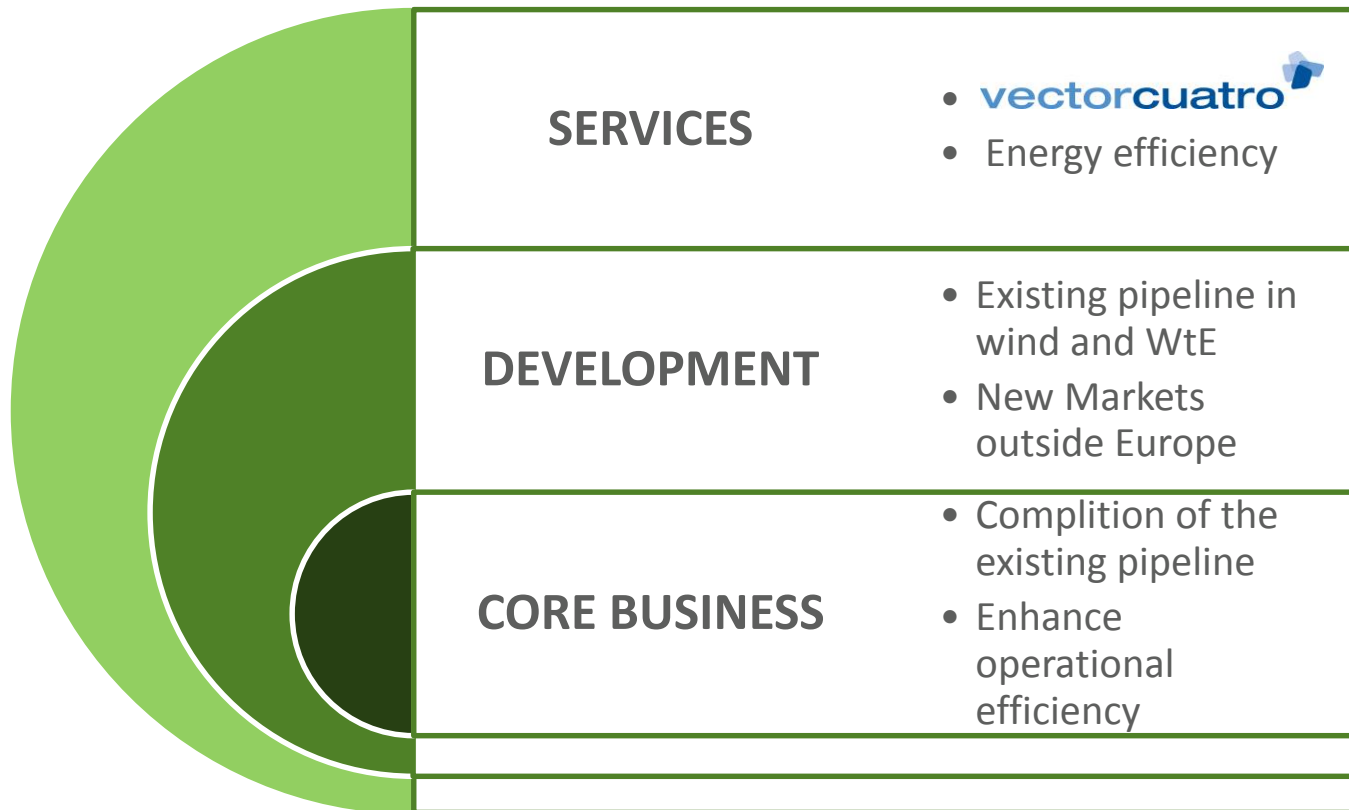 SERVICES
• vectorcuatro
• Energy efficiency
DEVELOPMENT
• Existing pipeline in
wind and WtE
• New Markets
outside Europe
CORE BUSINESS
• Complition of the
existing pipeline
• Enhance
operational
efficiency